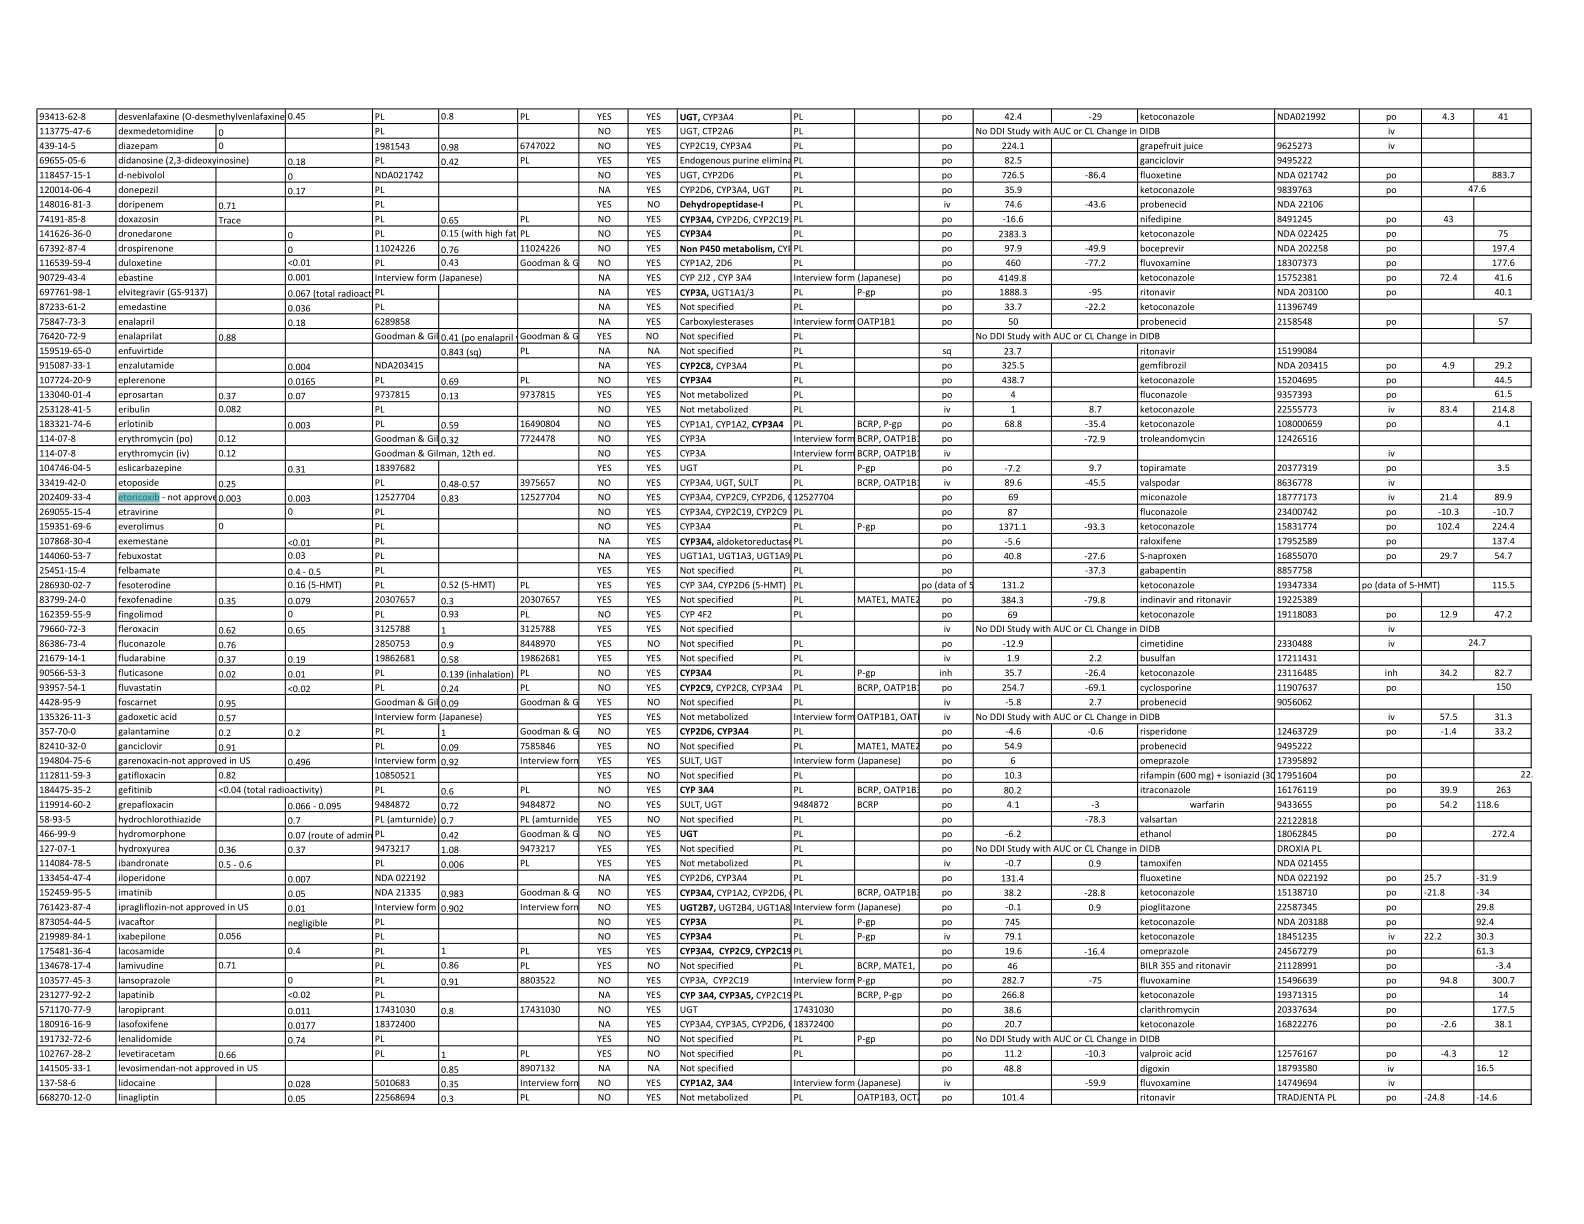 93413-62-8 desvenlafaxine (O-desmethylvenlafaxine 0.45 PL 0.8 PL YES YES UGT, CYP3A4 PL po 42.4 -29 ketoconazole NDA021992 po 4.3 41
113775-47-6 dexmedetomidine 0 PL NO YES UGT, CTP2A6 PL No DDI Study with AUC or CL Change in DIDB iv
439-14-5 diazepam 0 1981543 0.98 6747022 NO YES CYP2C19, CYP3A4 PL po 224.1 grapefruit juice 9625273 iv
69655-05-6 didanosine (2,3-dideoxyinosine) 0.18 PL 0.42 PL YES YES Endogenous purine elimina PL po 82.5 ganciclovir 9495222
118457-15-1 d-nebivolol 0 NDA021742 NO YES UGT, CYP2D6 PL po 726.5 -86.4 fluoxetine NDA 021742 po 883.7
120014-06-4 donepezil 0.17 PL NA YES CYP2D6, CYP3A4, UGT PL po 35.9 ketoconazole 9839763 po 47.6
148016-81-3 doripenem 0.71 PL YES NO Dehydropeptidase-I PL iv 74.6 -43.6 probenecid NDA 22106
74191-85-8 doxazosin Trace PL 0.65 PL NO YES CYP3A4, CYP2D6, CYP2C19 PL po -16.6 nifedipine 8491245 po 43
141626-36-0 dronedarone 0 PL 0.15 (with high fat PL NO YES CYP3A4 PL po 2383.3 ketoconazole NDA 022425 po 75
67392-87-4 drospirenone 0 11024226 0.76 11024226 NO YES Non P450 metabolism, CYP PL po 97.9 -49.9 boceprevir NDA 202258 po 197.4
116539-59-4 duloxetine <0.01 PL 0.43 Goodman & G NO YES CYP1A2, 2D6 PL po 460 -77.2 fluvoxamine 18307373 po 177.6
90729-43-4 ebastine 0.001 Interview form (Japanese) NA YES CYP 2J2 , CYP 3A4 Interview form (Japanese) po 4149.8 ketoconazole 15752381 po 72.4 41.6
697761-98-1 elvitegravir (GS-9137) 0.067 (total radioact PL NA YES CYP3A, UGT1A1/3 PL P-gp po 1888.3 -95 ritonavir NDA 203100 po 40.1
87233-61-2 emedastine 0.036 PL NA YES Not specified PL po 33.7 -22.2 ketoconazole 11396749
75847-73-3 enalapril 0.18 6289858 NA YES Carboxylesterases Interview form OATP1B1 po 50 probenecid 2158548 po 57
76420-72-9 enalaprilat 0.88 Goodman & Gil 0.41 (po enalapril Goodman & G YES NO Not specified PL No DDI Study with AUC or CL Change in DIDB
159519-65-0 enfuvirtide 0.843 (sq) PL NA NA Not specified PL sq 23.7 ritonavir 15199084
915087-33-1 enzalutamide 0.004 NDA203415 NA YES CYP2C8, CYP3A4 PL po 325.5 gemfibrozil NDA 203415 po 4.9 29.2
107724-20-9 eplerenone 0.0165 PL 0.69 PL NO YES CYP3A4 PL po 438.7 ketoconazole 15204695 po 44.5
133040-01-4 eprosartan 0.37 0.07 9737815 0.13 9737815 NO YES Not metabolized PL po 4 fluconazole 9357393 po 61.5
253128-41-5 eribulin 0.082 PL NO YES Not metabolized PL iv 1 8.7 ketoconazole 22555773 iv 83.4 214.8
183321-74-6 erlotinib 0.003 PL 0.59 16490804 NO YES CYP1A1, CYP1A2, CYP3A4 PL BCRP, P-gp po 68.8 -35.4 ketoconazole 108000659 po 4.1
114-07-8 erythromycin (po) 0.12 Goodman & Gil 0.32 7724478 NO YES CYP3A Interview form BCRP, OATP1B po -72.9 troleandomycin 12426516
114-07-8 erythromycin (iv) 0.12 Goodman & Gilman, 12th ed. NO YES CYP3A Interview form BCRP, OATP1B iv iv
104746-04-5 eslicarbazepine 0.31 18397682 YES YES UGT PL P-gp po -7.2 9.7 topiramate 20377319 po 3.5
33419-42-0 etoposide 0.25 PL 0.48-0.57 3975657 NO YES CYP3A4, UGT, SULT PL BCRP, OATP1B iv 89.6 -45.5 valspodar 8636778 iv
202409-33-4 etoricoxib - not approve 0.003 0.003 12527704 0.83 12527704 NO YES CYP3A4, CYP2C9, CYP2D6, 12527704 po 69 miconazole 18777173 iv 21.4 89.9
269055-15-4 etravirine 0 PL NO YES CYP3A4, CYP2C19, CYP2C9 PL po 87 fluconazole 23400742 po -10.3 -10.7
159351-69-6 everolimus 0 PL NO YES CYP3A4 PL P-gp po 1371.1 -93.3 ketoconazole 15831774 po 102.4 224.4
107868-30-4 exemestane <0.01 PL NA YES CYP3A4, aldoketoreductase PL po -5.6 raloxifene 17952589 po 137.4
144060-53-7 febuxostat 0.03 PL NO YES UGT1A1, UGT1A3, UGT1A9 PL po 40.8 -27.6 S-naproxen 16855070 po 29.7 54.7
25451-15-4 felbamate 0.4 - 0.5 PL YES YES Not specified PL po -37.3 gabapentin 8857758
286930-02-7 fesoterodine 0.16 (5-HMT) PL 0.52 (5-HMT) PL YES YES CYP 3A4, CYP2D6 (5-HMT) PL po (data of 5 131.2 ketoconazole 19347334 po (data of 5-HMT) 115.5
83799-24-0 fexofenadine 0.35 0.079 20307657 0.3 20307657 YES YES Not specified PL MATE1, MATE2 po 384.3 -79.8 indinavir and ritonavir 19225389
162359-55-9 fingolimod 0 PL 0.93 PL NO YES CYP 4F2 PL po 69 ketoconazole 19118083 po 12.9 47.2
79660-72-3 fleroxacin 0.62 0.65 3125788 1 3125788 YES YES Not specified iv No DDI Study with AUC or CL Change in DIDB iv
86386-73-4 fluconazole 0.76 2850753 0.9 8448970 YES NO Not specified PL po -12.9 cimetidine 2330488 iv 24.7
21679-14-1 fludarabine 0.37 0.19 19862681 0.58 19862681 YES YES Not specified PL iv 1.9 2.2 busulfan 17211431
90566-53-3 fluticasone 0.02 0.01 PL 0.139 (inhalation) PL NO YES CYP3A4 PL P-gp inh 35.7 -26.4 ketoconazole 23116485 inh 34.2 82.7
93957-54-1 fluvastatin <0.02 PL 0.24 PL NO YES CYP2C9, CYP2C8, CYP3A4 PL BCRP, OATP1B po 254.7 -69.1 cyclosporine 11907637 po 150
4428-95-9 foscarnet 0.95 Goodman & Gil 0.09 Goodman & G YES NO Not specified PL iv -5.8 2.7 probenecid 9056062
135326-11-3 gadoxetic acid 0.57 Interview form (Japanese) YES YES Not metabolized Interview form OATP1B1, OAT iv No DDI Study with AUC or CL Change in DIDB iv 57.5 31.3
357-70-0 galantamine 0.2 0.2 PL 1 Goodman & G NO YES CYP2D6, CYP3A4 PL po -4.6 -0.6 risperidone 12463729 po -1.4 33.2
82410-32-0 ganciclovir 0.91 PL 0.09 7585846 YES NO Not specified PL MATE1, MATE2 po 54.9 probenecid 9495222
194804-75-6 garenoxacin-not approved in US 0.496 Interview form 0.92 Interview form YES YES SULT, UGT Interview form (Japanese) po 6 omeprazole 17395892
112811-59-3 gatifloxacin 0.82 10850521 YES NO Not specified PL po 10.3 rifampin (600 mg) + isoniazid (30 17951604 po 22.
184475-35-2 gefitinib <0.04 (total radioactivity) PL 0.6 PL NO YES CYP 3A4 PL BCRP, OATP1B po 80.2 itraconazole 16176119 po 39.9 263
119914-60-2 grepafloxacin 0.066 - 0.095 9484872 0.72 9484872 NO YES SULT, UGT 9484872 BCRP po 4.1 -3 warfarin 9433655 po 54.2 118.6
58-93-5 hydrochlorothiazide 0.7 PL (amturnide) 0.7 PL (amturnide YES NO Not specified PL po -78.3 valsartan 22122818
466-99-9 hydromorphone 0.07 (route of admin PL 0.42 Goodman & G NO YES UGT PL po -6.2 ethanol 18062845 po 272.4
127-07-1 hydroxyurea 0.36 0.37 9473217 1.08 9473217 YES YES Not specified PL po No DDI Study with AUC or CL Change in DIDB DROXIA PL
114084-78-5 ibandronate 0.5 - 0.6 PL 0.006 PL YES YES Not metabolized PL iv -0.7 0.9 tamoxifen NDA 021455
133454-47-4 iloperidone 0.007 NDA 022192 NA YES CYP2D6, CYP3A4 PL po 131.4 fluoxetine NDA 022192 po 25.7 -31.9
152459-95-5 imatinib 0.05 NDA 21335 0.983 Goodman & G NO YES CYP3A4, CYP1A2, CYP2D6, PL BCRP, OATP1B po 38.2 -28.8 ketoconazole 15138710 po -21.8 -34
761423-87-4 ipragliflozin-not approved in US 0.01 Interview form 0.902 Interview form NO YES UGT2B7, UGT2B4, UGT1A8 Interview form (Japanese) po -0.1 0.9 pioglitazone 22587345 po 29.8
873054-44-5 ivacaftor negligible PL NO YES CYP3A PL P-gp po 745 ketoconazole NDA 203188 po 92.4
219989-84-1 ixabepilone 0.056 PL NO YES CYP3A4 PL P-gp iv 79.1 ketoconazole 18451235 iv 22.2 30.3
175481-36-4 lacosamide 0.4 PL 1 PL YES YES CYP3A4, CYP2C9, CYP2C19 PL po 19.6 -16.4 omeprazole 24567279 po 61.3
134678-17-4 lamivudine 0.71 PL 0.86 PL YES NO Not specified PL BCRP, MATE1, po 46 BILR 355 and ritonavir 21128991 po -3.4
103577-45-3 lansoprazole 0 PL 0.91 8803522 NO YES CYP3A, CYP2C19 Interview form P-gp po 282.7 -75 fluvoxamine 15496639 po 94.8 300.7
231277-92-2 lapatinib <0.02 PL NA YES CYP 3A4, CYP3A5, CYP2C19 PL BCRP, P-gp po 266.8 ketoconazole 19371315 po 14
571170-77-9 laropiprant 0.011 17431030 0.8 17431030 NO YES UGT 17431030 po 38.6 clarithromycin 20337634 po 177.5
180916-16-9 lasofoxifene 0.0177 18372400 NA YES CYP3A4, CYP3A5, CYP2D6, 18372400 po 20.7 ketoconazole 16822276 po -2.6 38.1
191732-72-6 lenalidomide 0.74 PL YES NO Not specified PL P-gp po No DDI Study with AUC or CL Change in DIDB
102767-28-2 levetiracetam 0.66 PL 1 PL YES NO Not specified PL po 11.2 -10.3 valproic acid 12576167 po -4.3 12
141505-33-1 levosimendan-not approved in US 0.85 8907132 NA NA Not specified po 48.8 digoxin 18793580 iv 16.5
137-58-6 lidocaine 0.028 5010683 0.35 Interview form NO YES CYP1A2, 3A4 Interview form (Japanese) iv -59.9 fluvoxamine 14749694 iv
668270-12-0 linagliptin 0.05 22568694 0.3 PL NO YES Not metabolized PL OATP1B3, OCT po 101.4 ritonavir TRADJENTA PL po -24.8 -14.6